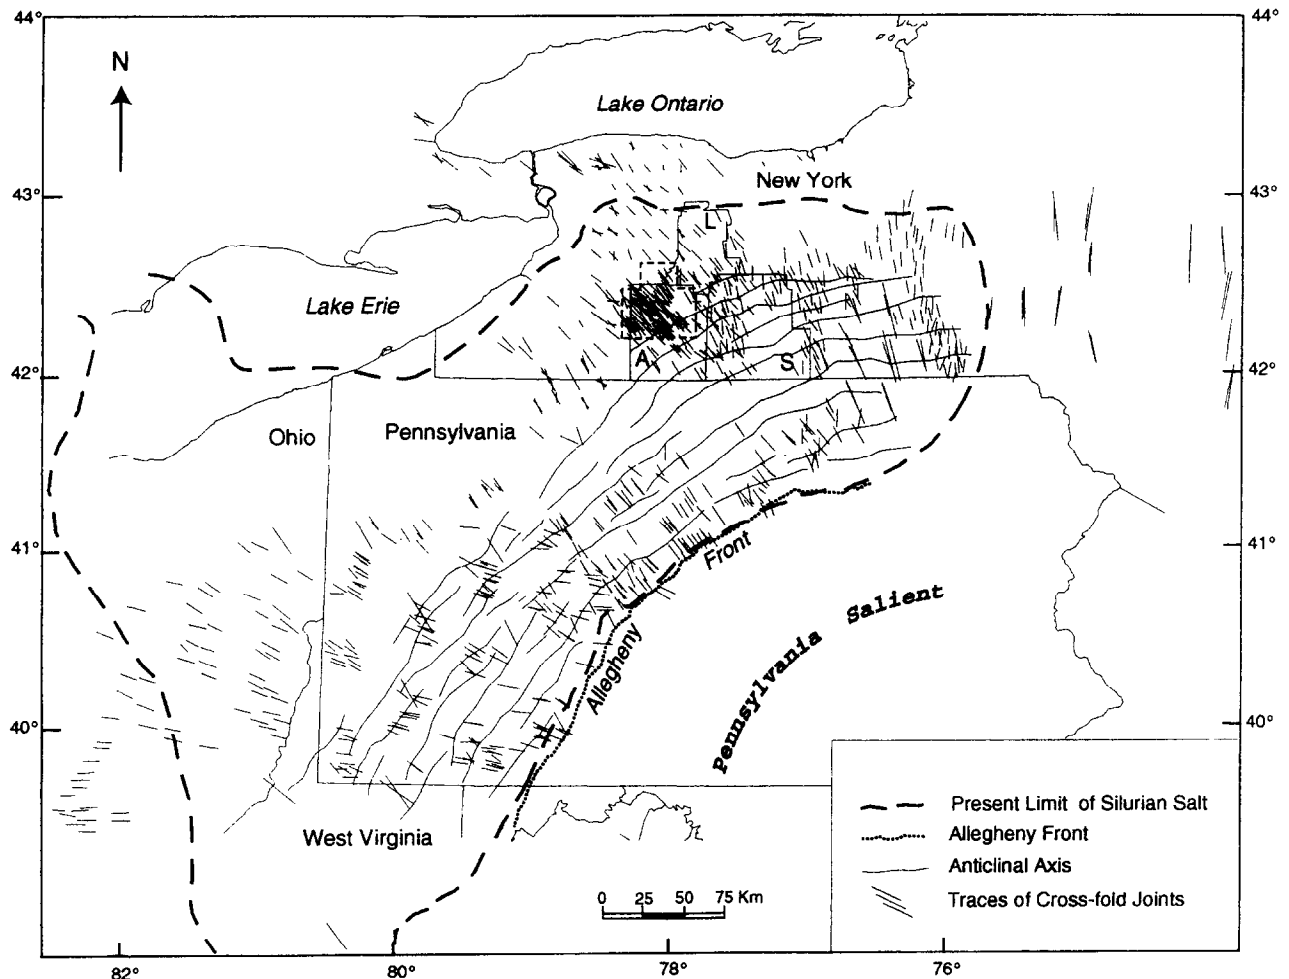 44°
44°
N
Lake Ontario
43°
43°
New York
L
Lake Erie
A
S
42°
42°
Ohio
Pennsylvania
41°
41°
Allegheny Front
Pennsylvania Salient
40°
40°
West Virginia
Present Limit of Silurian Salt
Allegheny Front
Anticlinal Axis
Traces of Cross-fold Joints
0 25 50 75 Km
82°
80°
78°
76°